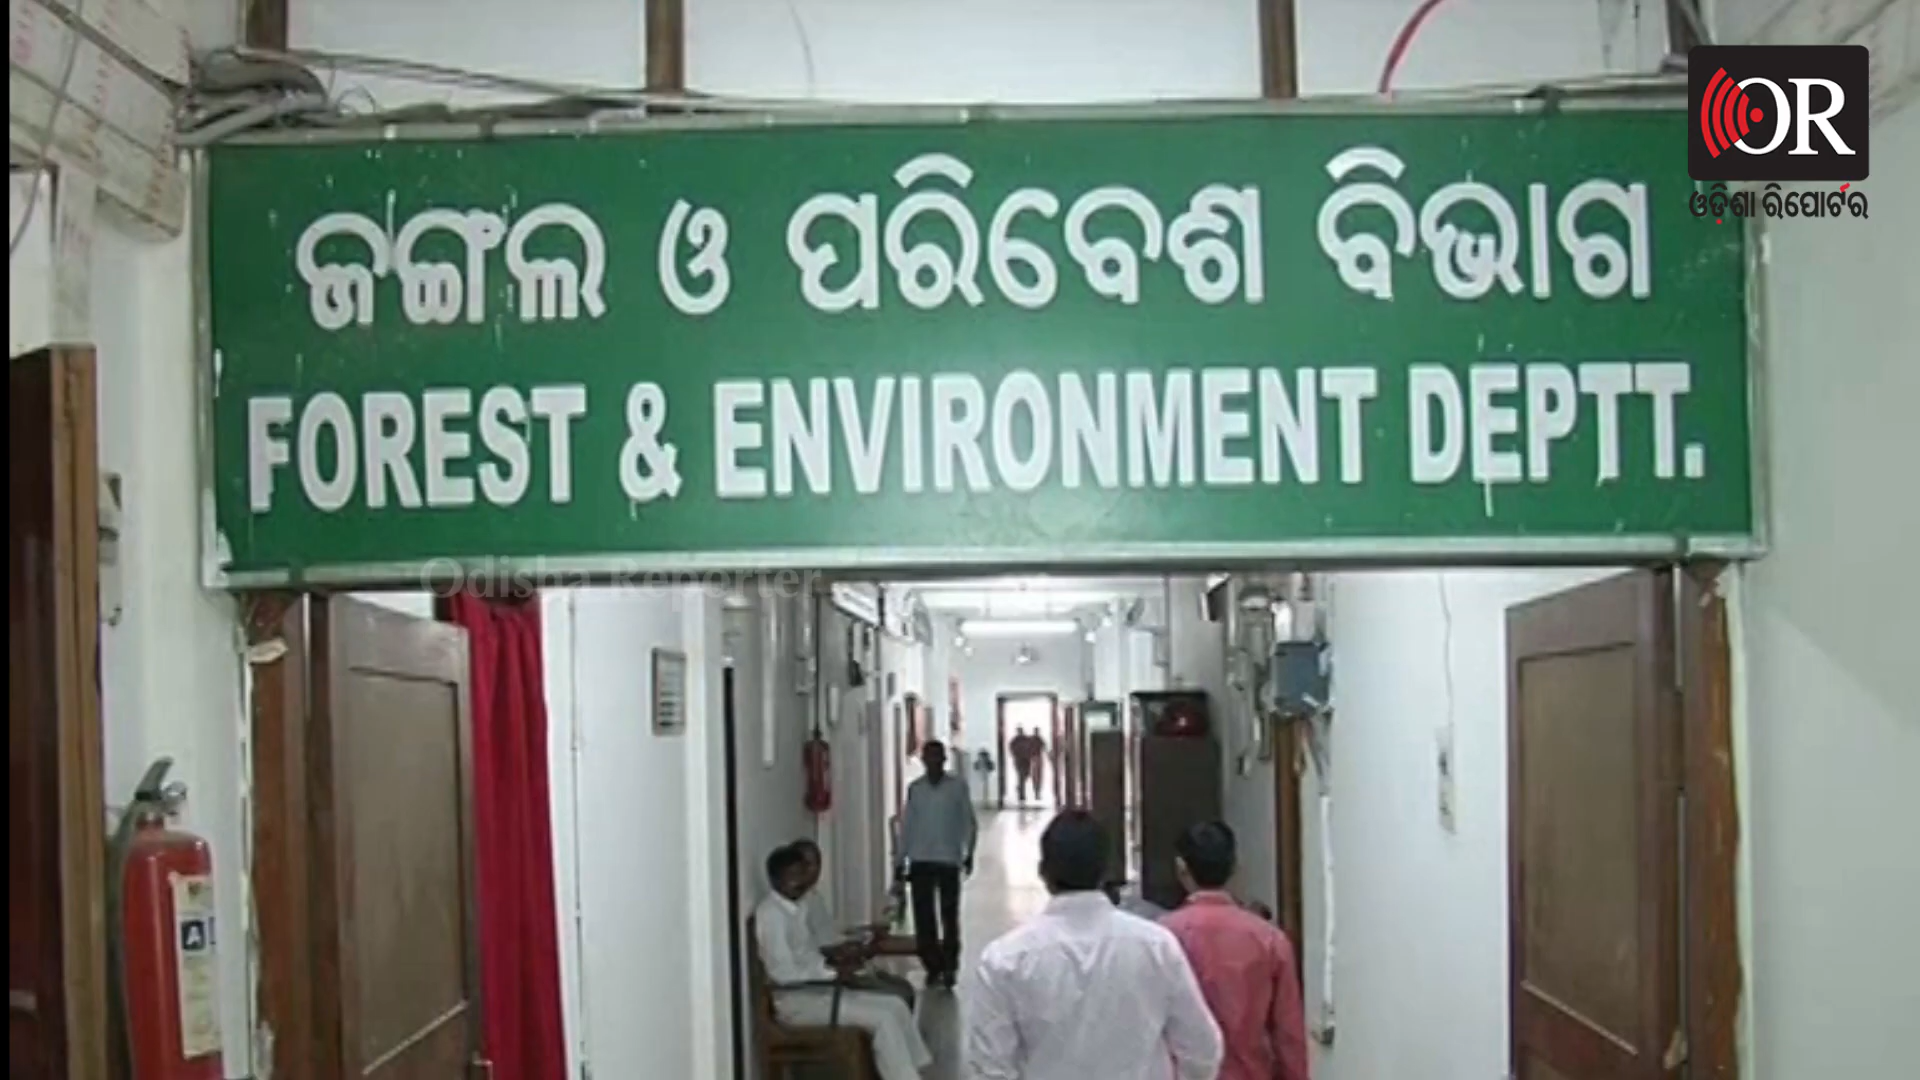 OR
ଓଡ଼ିଶା ରିପୋର୍ଟର
ଜଙ୍ଗଲ ଓ ପରିବେଶ ବିଭାଗ
FOREST & ENVIRONMENT DEPTT.
Odisha Reporter
A